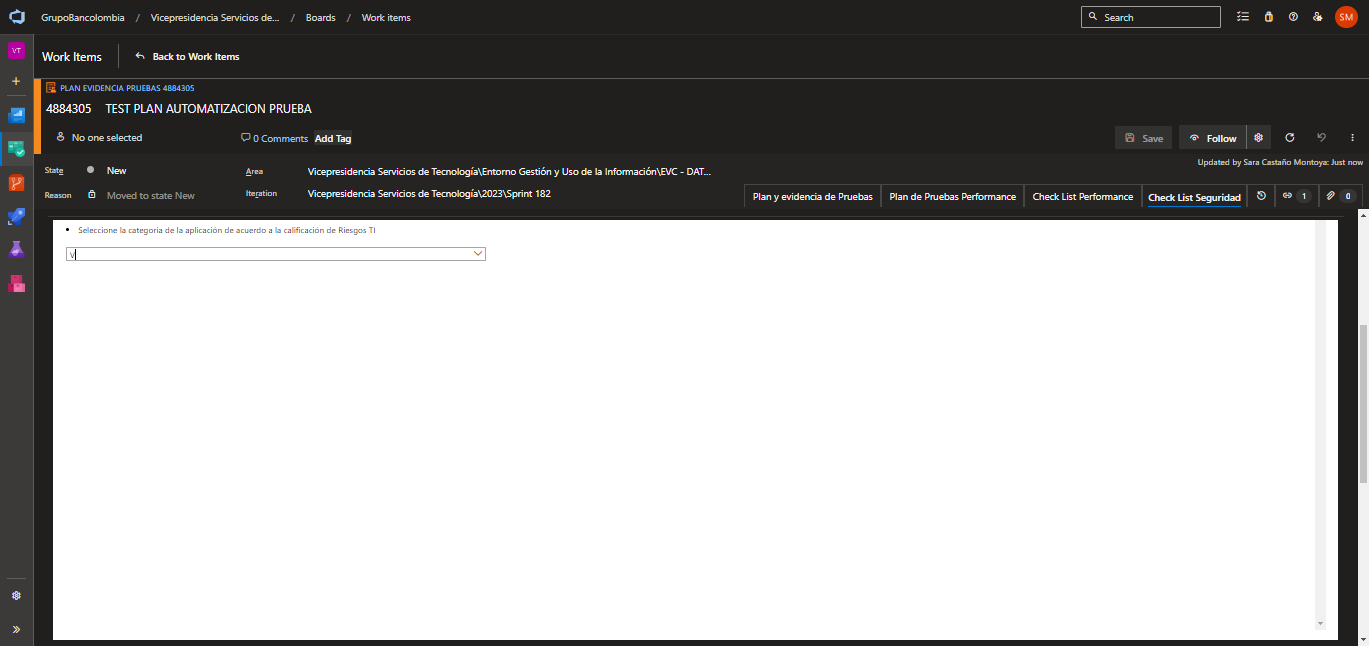 GrupoBancolombia / Vicepresidencia Servicios de... / Boards / Work items
Search
SM
VT
Work Items
Back to Work Items
PLAN EVIDENCIA PRUEBAS 4884305
4884305 TEST PLAN AUTOMATIZACION PRUEBA
No one selected
0 Comments
Add Tag
Save
Follow
Updated by Sara Castaño Montoya: Just now
State
New
Area
Vicepresidencia Servicios de Tecnología\Entorno Gestión y Uso de la Información\EVC - DAT...
Reason
Moved to state New
Iteration
Vicepresidencia Servicios de Tecnología\2023\Sprint 182
Plan y evidencia de Pruebas
Plan de Pruebas Performance
Check List Performance
Check List Seguridad
1
0
• Seleccione la categoria de la aplicación de acuerdo a la calificación de Riesgos TI
V